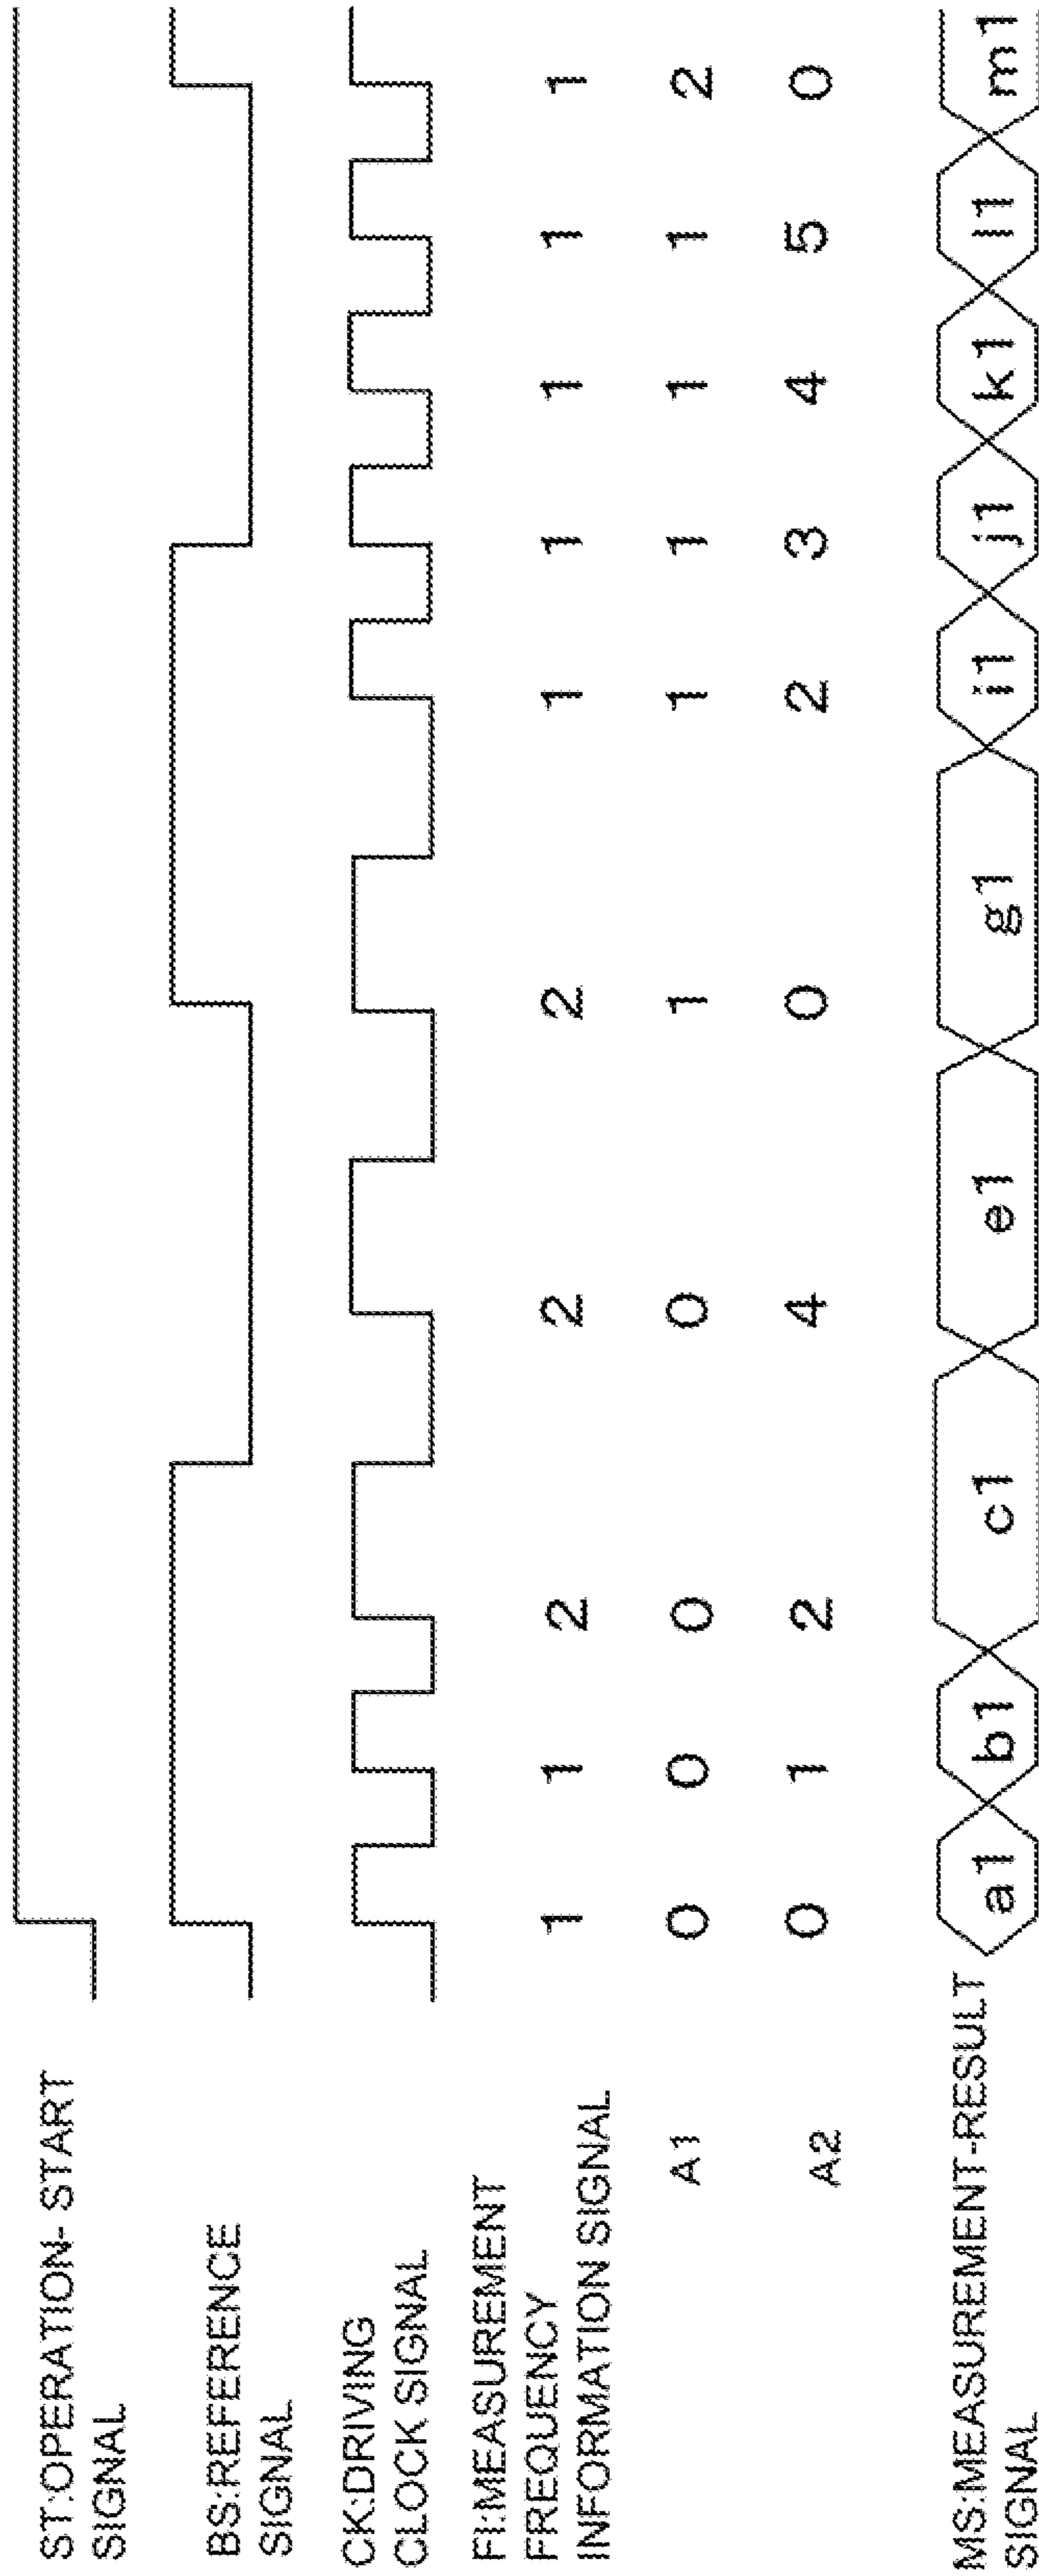 ST:OPERATION- START
SIGNAL
BS:REFERENCE
SIGNAL
CK:DRIVING
CLOCK SIGNAL
FI:MEASUREMENT
FREQUENCY
INFORMATION SIGNAL
1 1 2 2 2 1 1 1 1 1
A1
0 0 0 0 1 1 1 1 1 2
A2
0 1 2 4 0 2 3 4 5 0
MS:MEASUREMENT-RESULT
SIGNAL
a1 b1 c1 e1 g1 i1 j1 k1 l1 m1